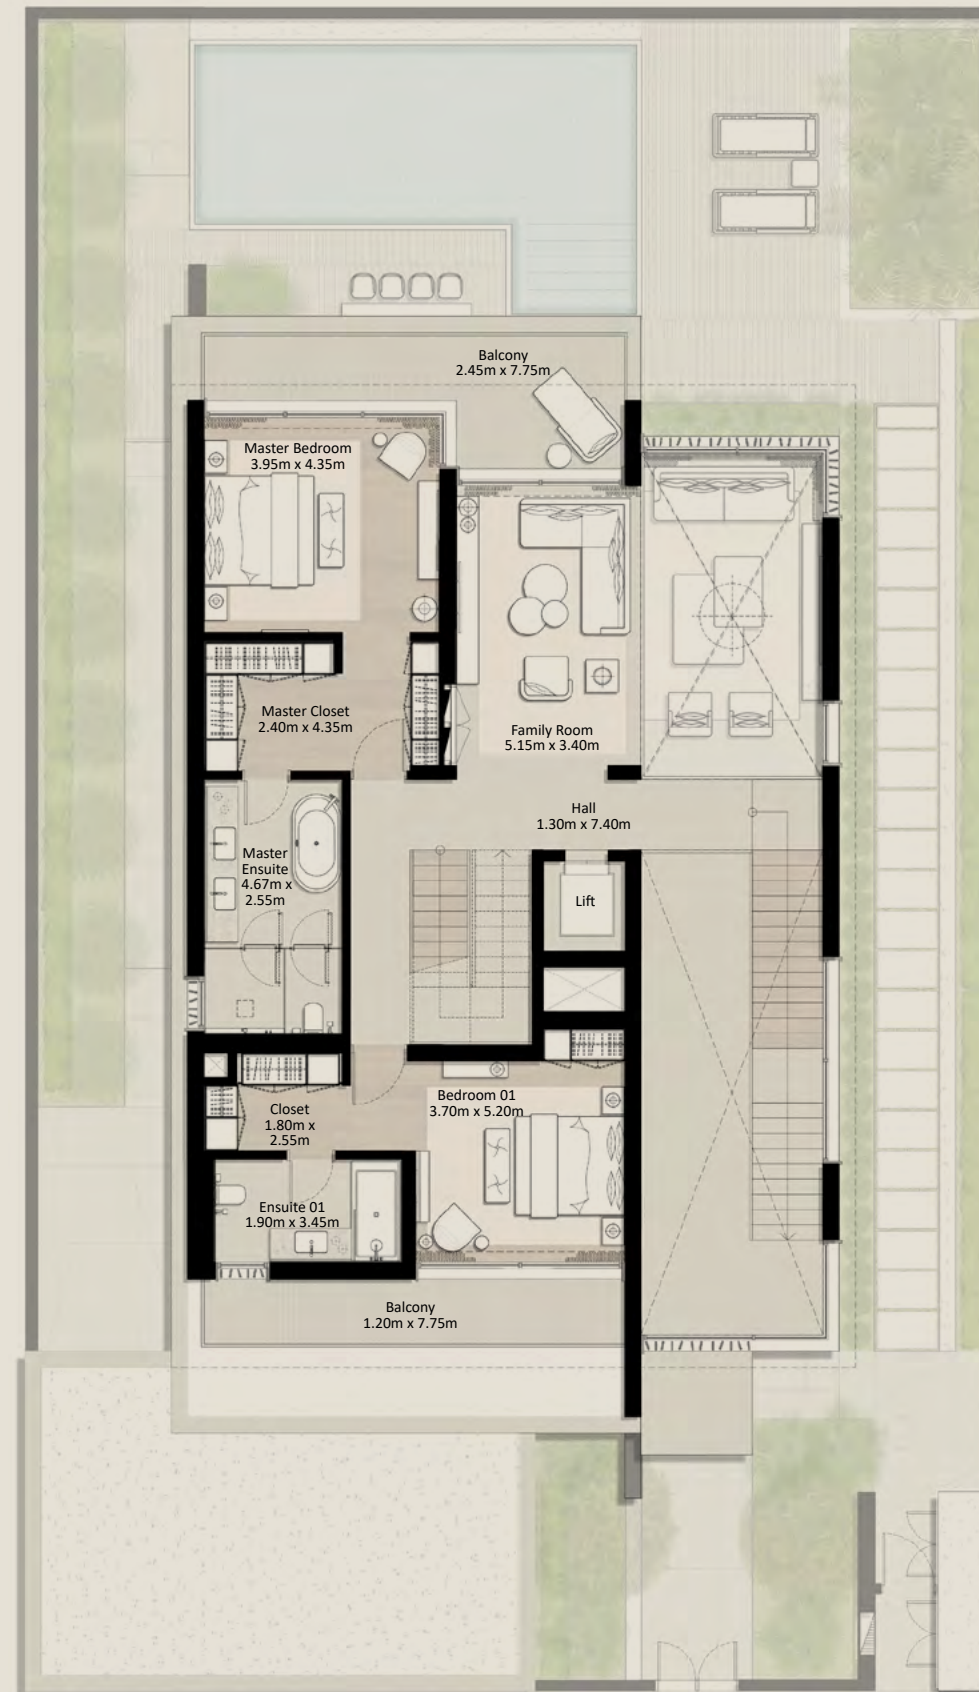 Balcony
2.45m x 7.75m
Master Bedroom
3.95m x 4.35m
Master Closet
2.40m x 4.35m
Family Room
5.15m x 3.40m
Hall
1.30m x 7.40m
Master
Ensuite
4.67m x
2.55m
Lift
Bedroom 01
3.70m x 5.20m
Closet
1.80m x
2.55m
Ensuite 01
1.90m x 3.45m
Balcony
1.20m x 7.75m